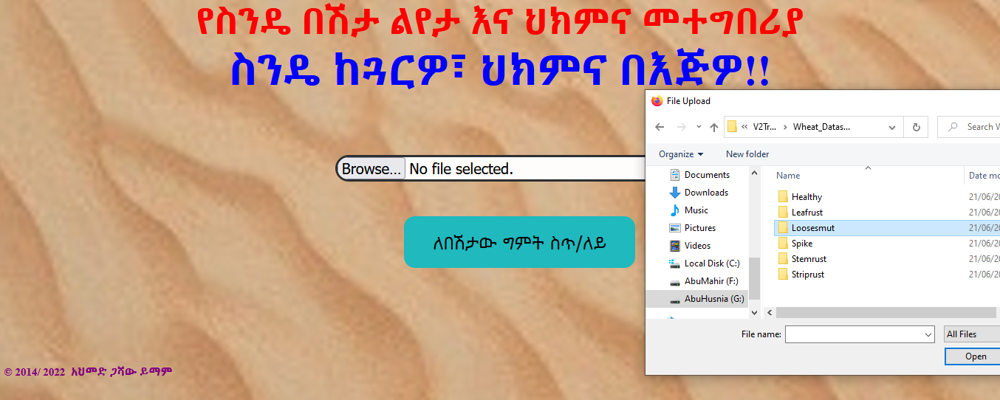 የስንዴ በሽታ ልየታ እና ህክምና መተግበሪያ
ስንዴ ከጓርዎ፣ ህክምና በእጅዎ!!
File Upload
V2Tr... Wheat_Datas...
Search W
Organize New folder
Browse... No file selected.
Documents
Downloads
Music
Pictures
Videos
Local Disk (C:)
AbuMahir (F:)
AbuHusnia (G:)
Name Date mo
Healthy 21/06/20
Leafrust 21/06/20
Loosesmut 21/06/20
Spike 21/06/20
Stemrust 21/06/20
Striprust 21/06/20
ለበሽታው ግምት ስጥ/ለይ
File name: All Files
Open
© 2014/ 2022 አህመድ ጋሻው ይማም